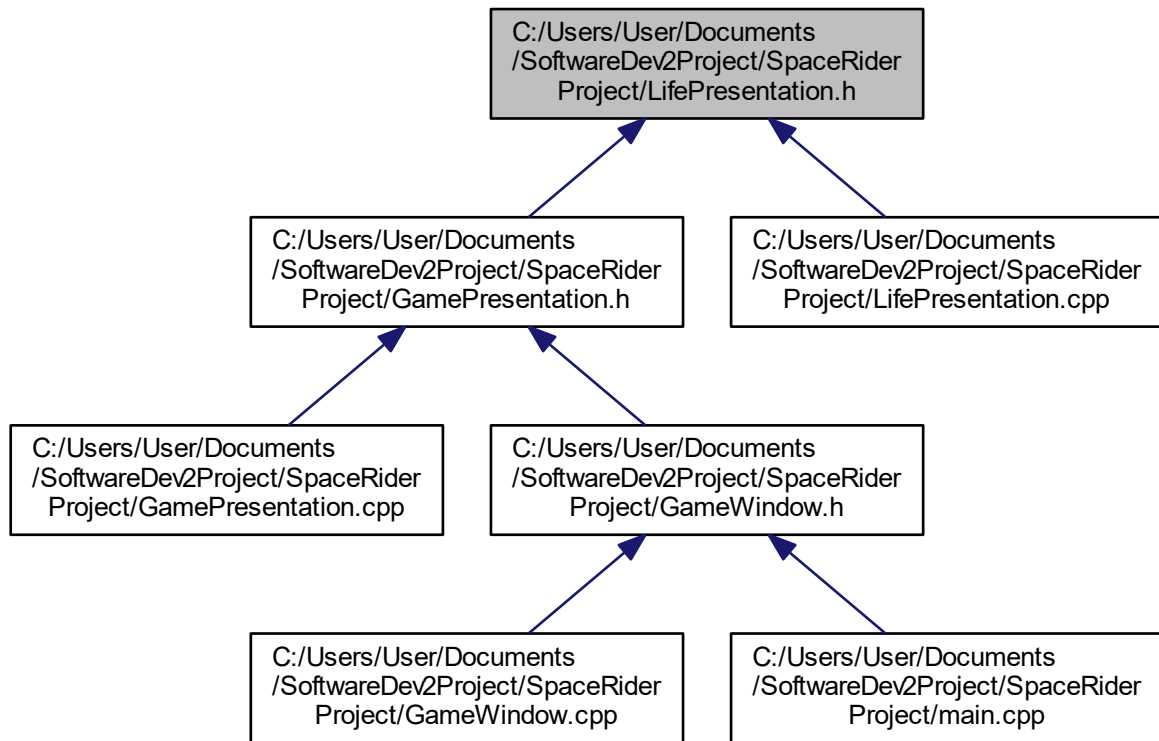 C:/Users/User/Documents
/SoftwareDev2Project/SpaceRider
Project/LifePresentation.h
C:/Users/User/Documents
/SoftwareDev2Project/SpaceRider
Project/GamePresentation.h
C:/Users/User/Documents
/SoftwareDev2Project/SpaceRider
Project/LifePresentation.cpp
C:/Users/User/Documents
/SoftwareDev2Project/SpaceRider
Project/GamePresentation.cpp
C:/Users/User/Documents
/SoftwareDev2Project/SpaceRider
Project/GameWindow.h
C:/Users/User/Documents
/SoftwareDev2Project/SpaceRider
Project/GameWindow.cpp
C:/Users/User/Documents
/SoftwareDev2Project/SpaceRider
Project/main.cpp